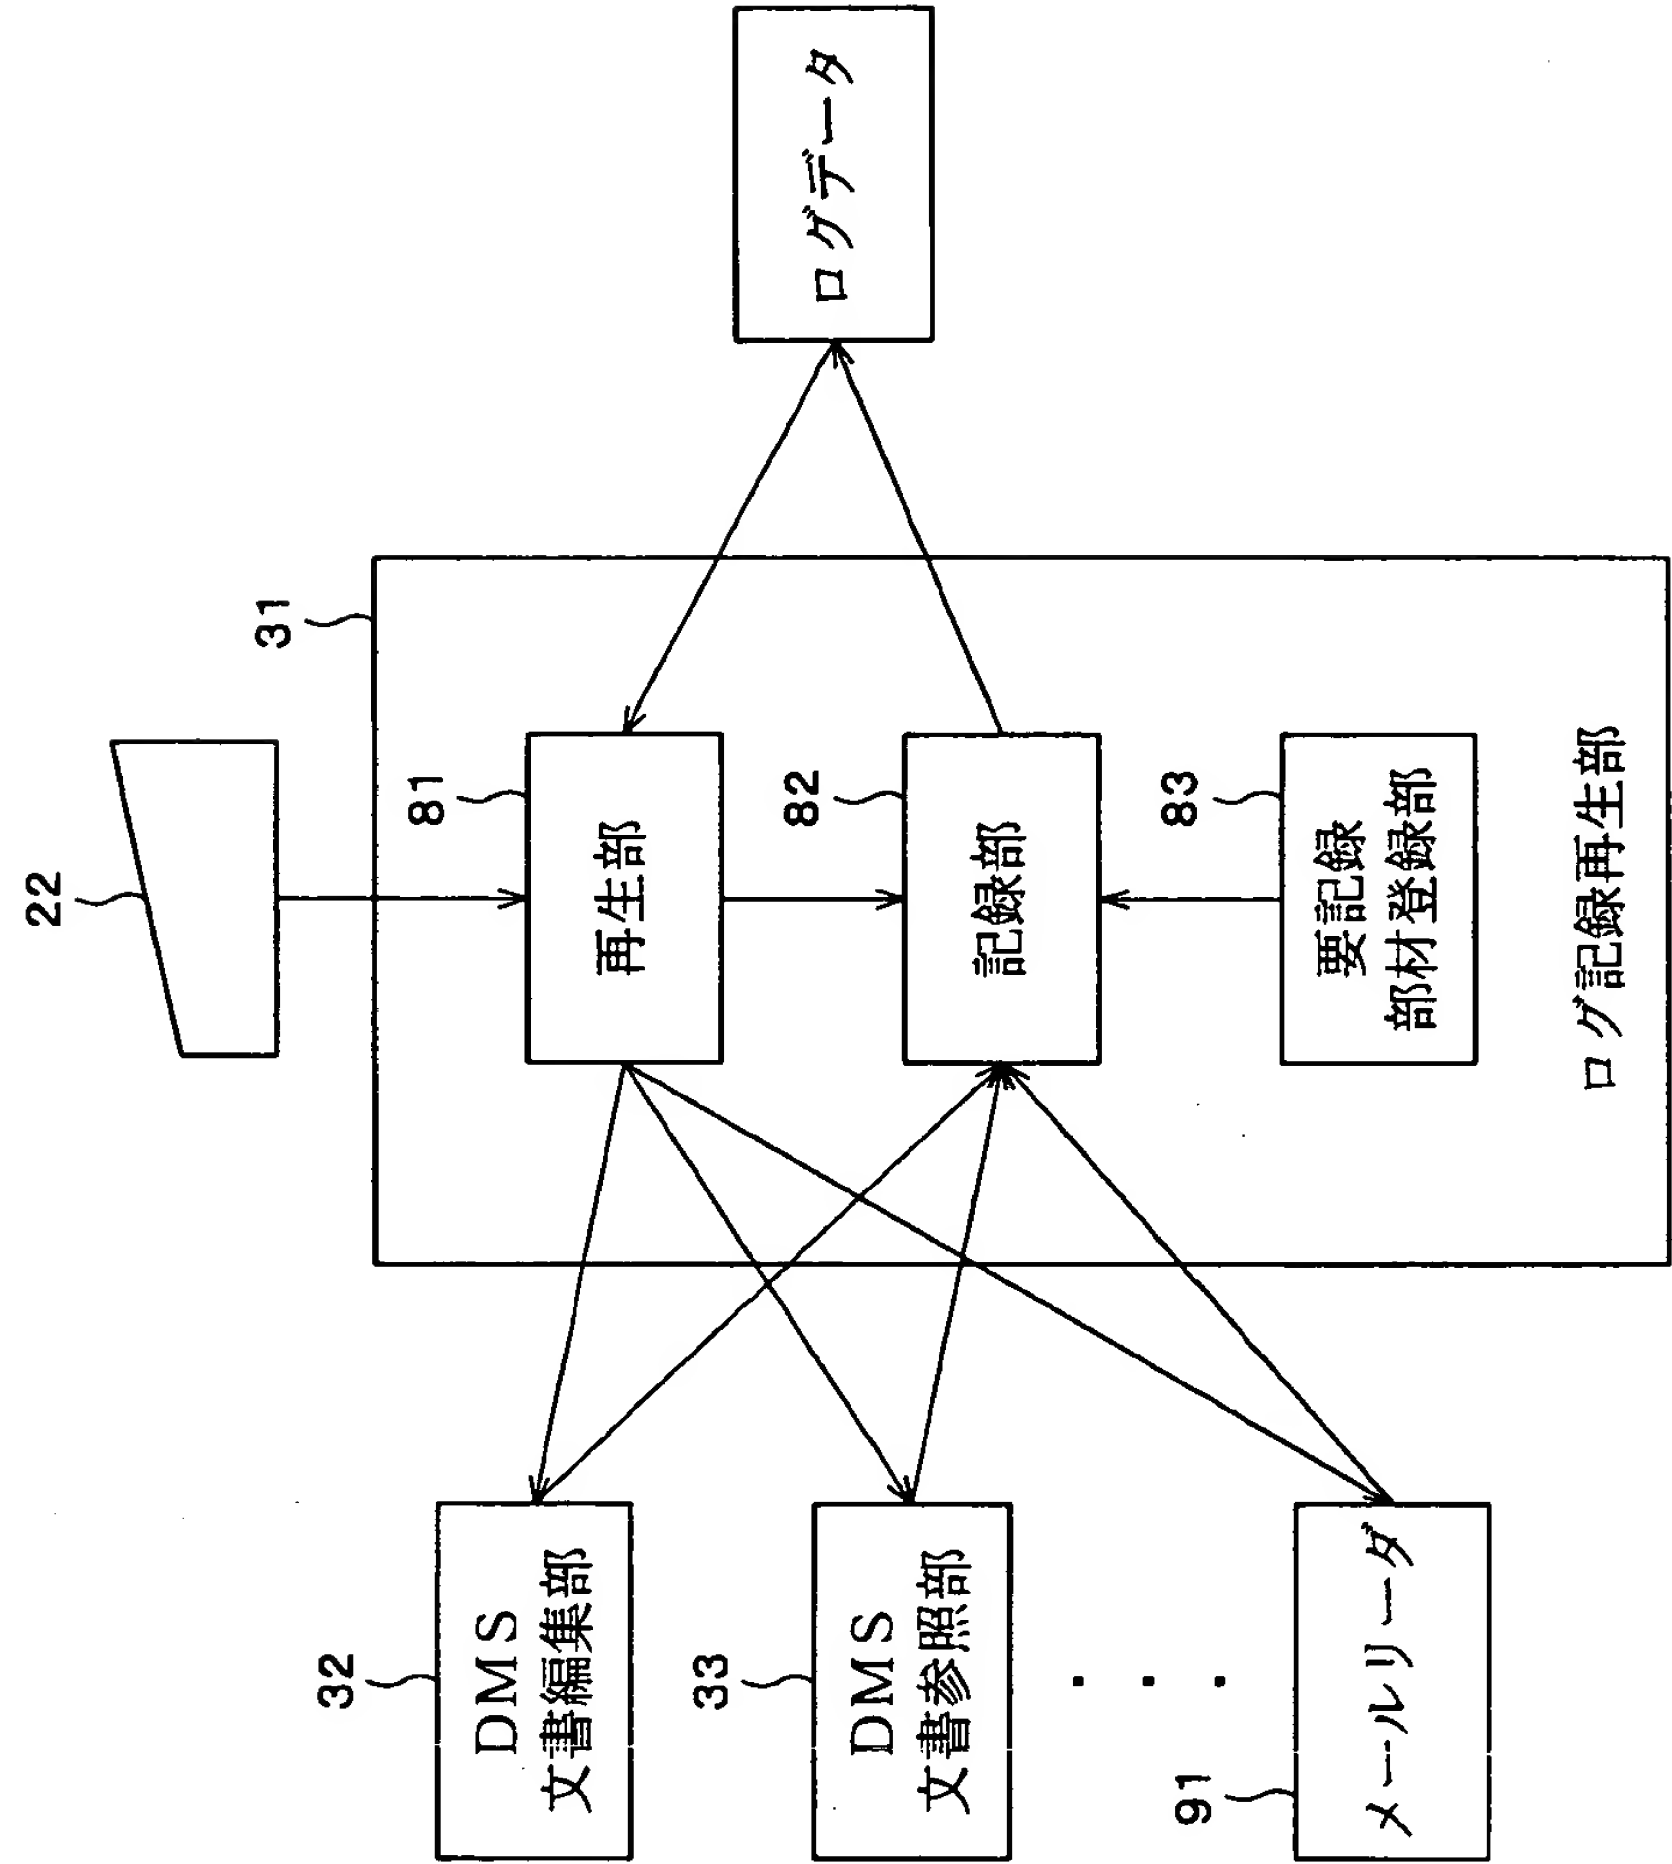 22
31
81
再生部
82
記録部
83
要記録
部材登録部
ログ記録再生部
ログデータ
32
DMS
文書編集部
33
DMS
文書参照部
・・・
91
メールリーダ